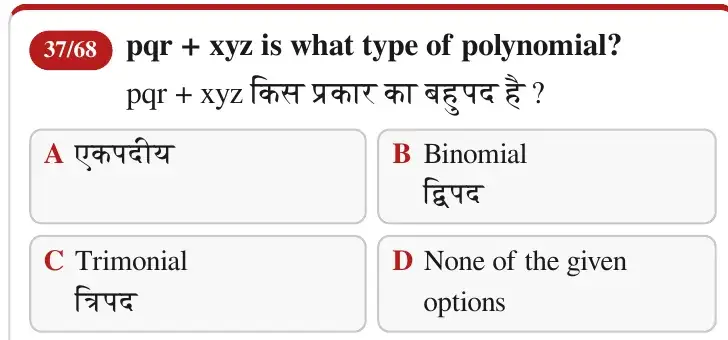 37/68 pqr + xyz is what type of polynomial?
pqr + xyz किस प्रकार का बहुपद है ?
A एकपदीय
B Binomial
द्विपद
C Trimonial
त्रिपद
D None of the given
options